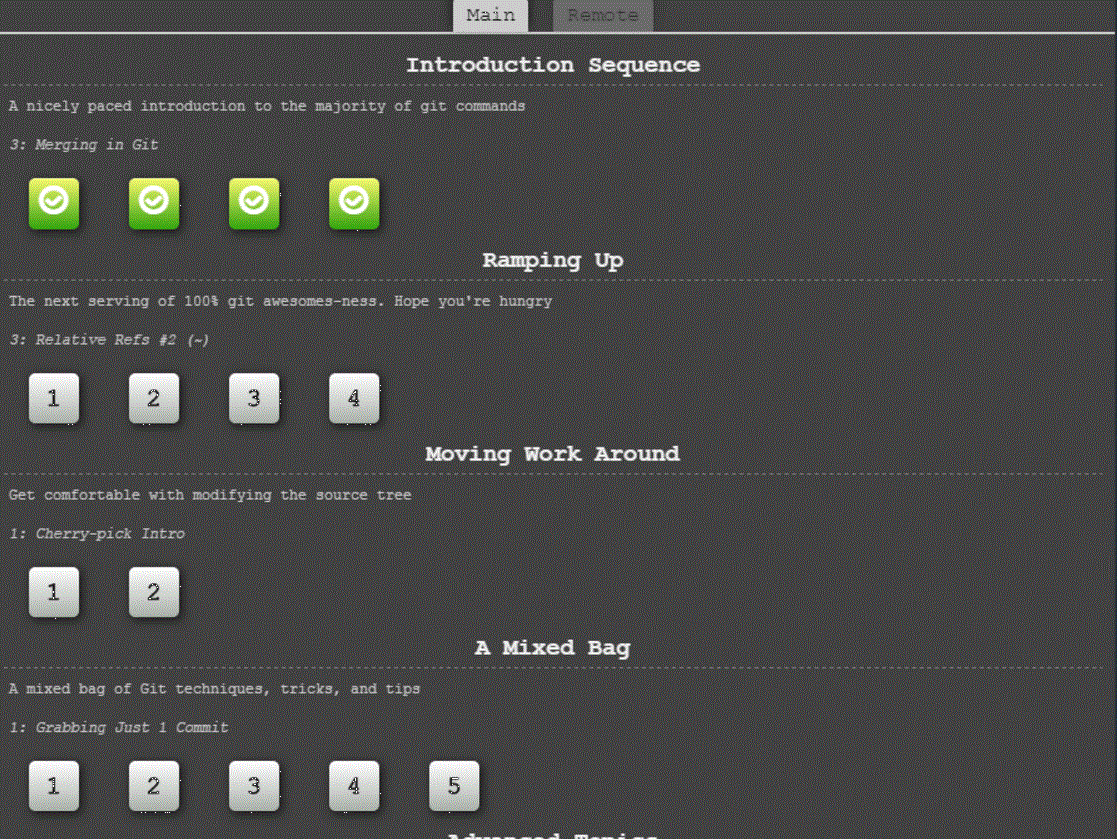 Main Remote
Introduction Sequence
A nicely paced introduction to the majority of git commands
3: Merging in Git
Ramping Up
The next serving of 100% git awesomes-ness. Hope you're hungry
3: Relative Refs #2 (~)
1 2 3 4
Moving Work Around
Get comfortable with modifying the source tree
1: Cherry-pick Intro
1 2
A Mixed Bag
A mixed bag of Git techniques, tricks, and tips
1: Grabbing Just 1 Commit
1 2 3 4 5
Advanced Topics